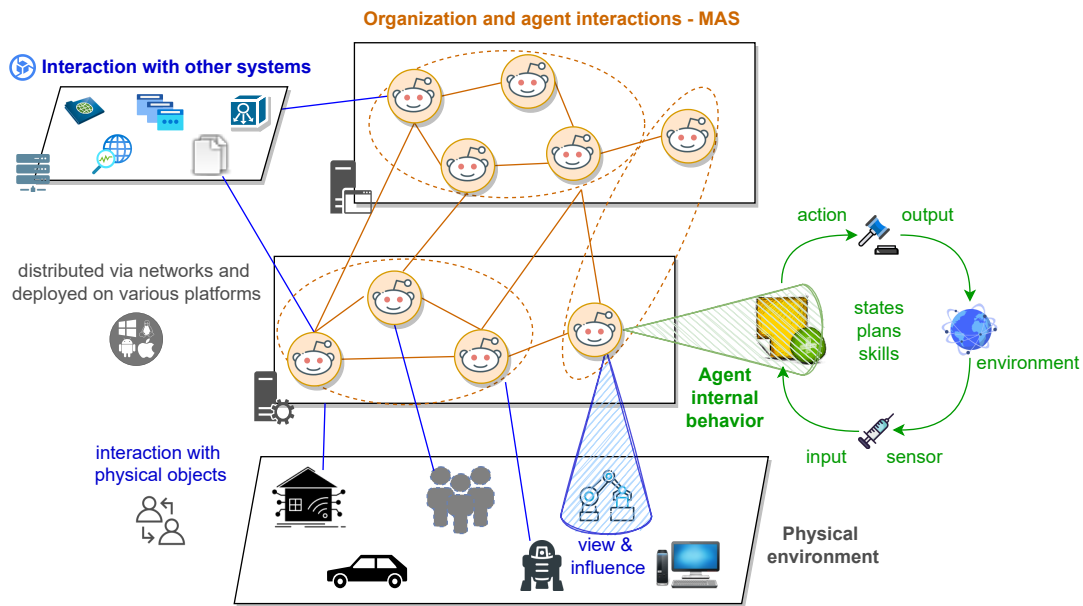 Organization and agent interactions - MAS
Interaction with other systems
action
output
distributed via networks and
deployed on various platforms
states
plans
skills
environment
Agent
internal
behavior
input
sensor
interaction with
physical objects
view &
influence
Physical
environment